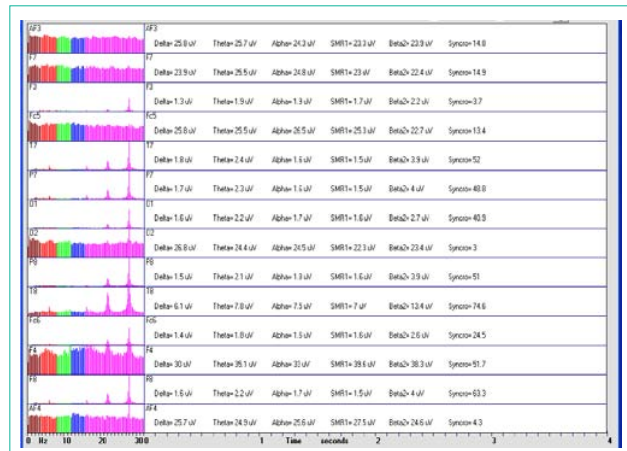 AF3 AF3
Delta= 25.8 uV Theta= 25.7 uV Alpha= 24.3 uV SMR1= 23.3 uV Beta2= 23.9 uV Syncro= 14.8
F7 F7
Delta= 23.9 uV Theta= 25.5 uV Alpha= 24.8 uV SMR1= 23 uV Beta2= 22.4 uV Syncro= 14.9
F3 f3
Delta= 1.3 uV Theta= 1.9 uV Alpha= 1.3 uV SMR1= 1.7 uV Beta2= 2.2 uV Syncro= 3.7
Fc5 Fc5
Delta= 25.8 uV Theta= 25.5 uV Alpha= 26.5 uV SMR1= 25.3 uV Beta2= 22.7 uV Syncro= 13.4
T7 T7
Delta= 1.8 uV Theta= 2.4 uV Alpha= 1.6 uV SMR1= 1.5 uV Beta2= 3.9 uV Syncro= 52
P7
Delta= 1.7 uV Theta= 2.3 uV Alpha= 1.6 uV SMR1= 1.5 uV Beta2= 4 uV Syncro= 48.8
O1
Delta= 1.6 uV Theta= 2.2 uV Alpha= 1.7 uV SMR1= 1.6 uV Beta2= 2.7 uV Syncro= 40.9
O2
Delta= 26.8 uV Theta= 24.4 uV Alpha= 24.5 uV SMR1= 22.3 uV Beta2= 23.4 uV Syncro= 3
P8 P8
Delta= 1.5 uV Theta= 2.1 uV Alpha= 1.3 uV SMR1= 1.6 uV Beta2= 3.9 uV Syncro= 51
T8
Delta= 6.1 uV Theta= 7.8 uV Alpha= 7.5 uV SMR1= 7 uV Beta2= 13.4 uV Syncro= 74.6
Fc6 Fc6
Delta= 1.4 uV Theta= 1.8 uV Alpha= 1.5 uV SMR1= 1.6 uV Beta2= 2.6 uV Syncro= 24.5
F4 F4
Delta= 30 uV Theta= 35.1 uV Alpha= 33 uV SMR1= 39.6 uV Beta2= 38.3 uV Syncro= 51.7
F8 F8
Delta= 1.6 uV Theta= 2.2 uV Alpha= 1.7 uV SMR1= 1.5 uV Beta2= 4 uV Syncro= 63.3
AF4 AF4
Delta= 25.7 uV Theta= 24.9 uV Alpha= 25.6 uV SMR1= 27.5 uV Beta2= 24.6 uV Syncro= 4.3
0 Hz 10 20 30 0 1 Time seconds 2 3 4